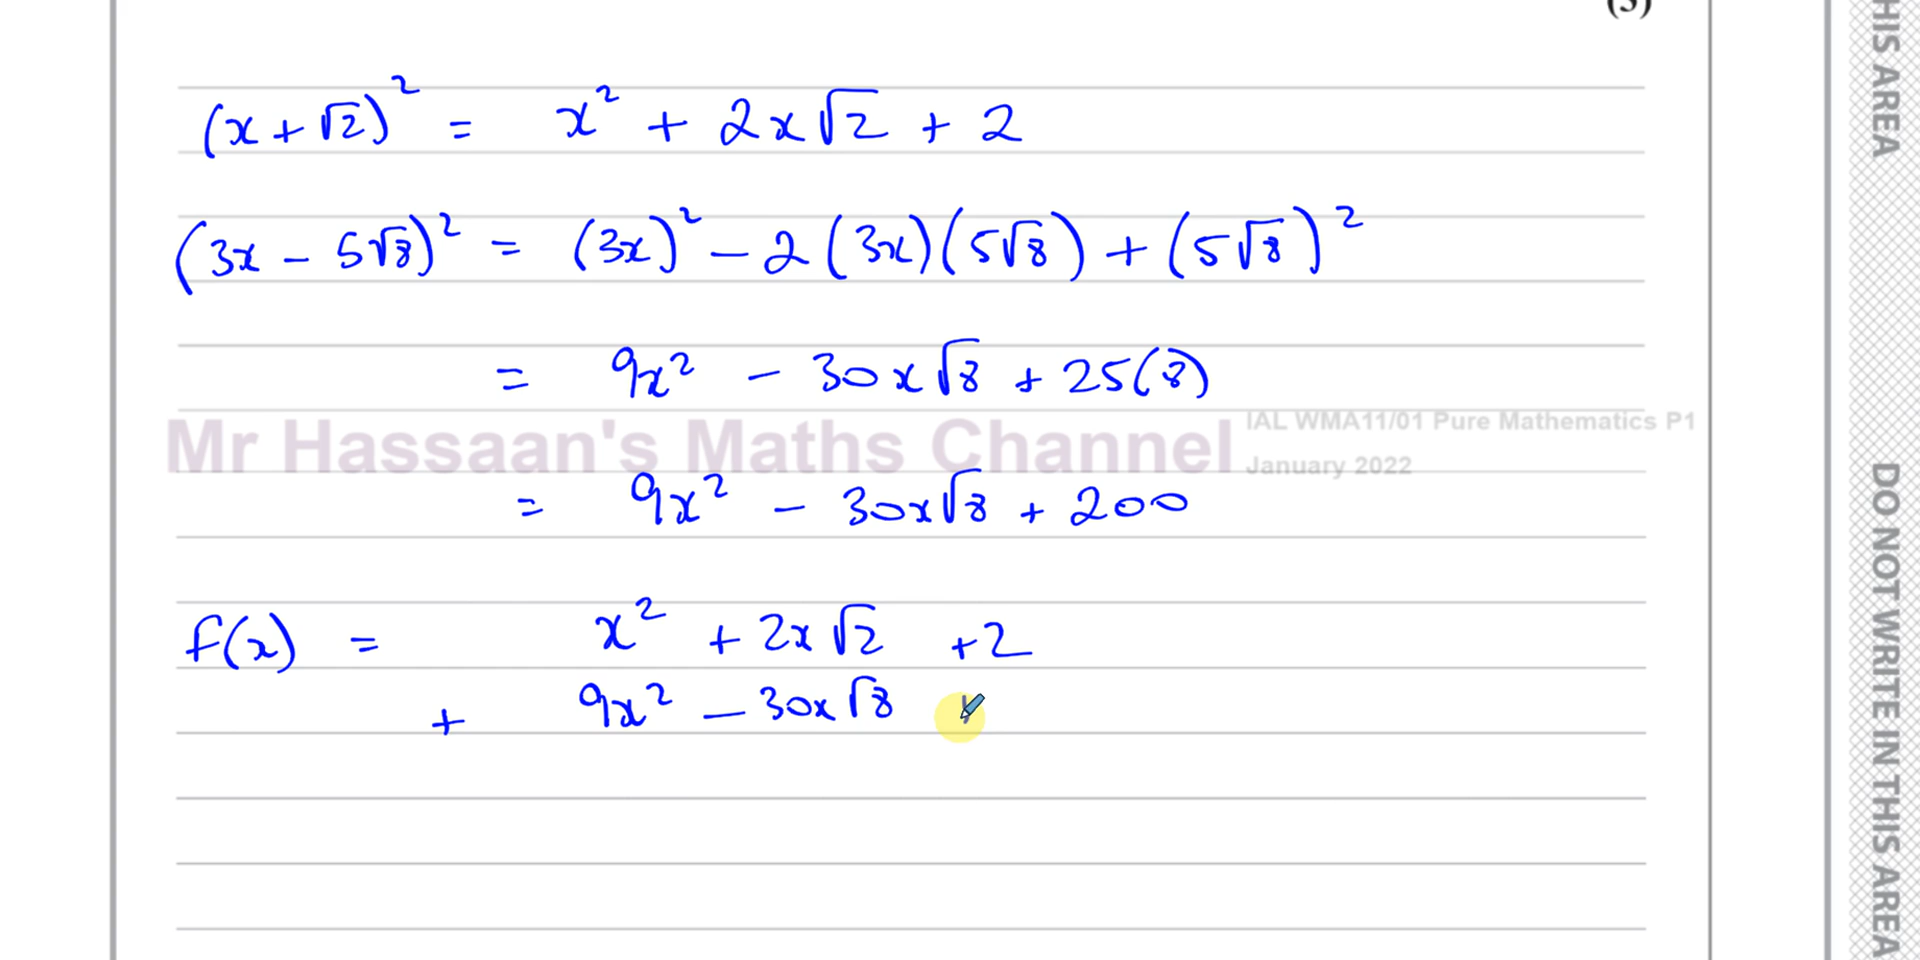 (3)
(x + √2)² = x² + 2x√2 + 2
(3x - 5√8)² = (3x)² - 2(3x)(5√8) + (5√8)²
= 9x² - 30x√8 + 25(8)
Mr Hassaan's Maths Channel
IAL WMA11/01 Pure Mathematics P1
January 2022
= 9x² - 30x√8 + 200
f(x) = x² + 2x√2 + 2
+ 9x² - 30x√8
HIS AREA
DO NOT WRITE IN THIS AREA